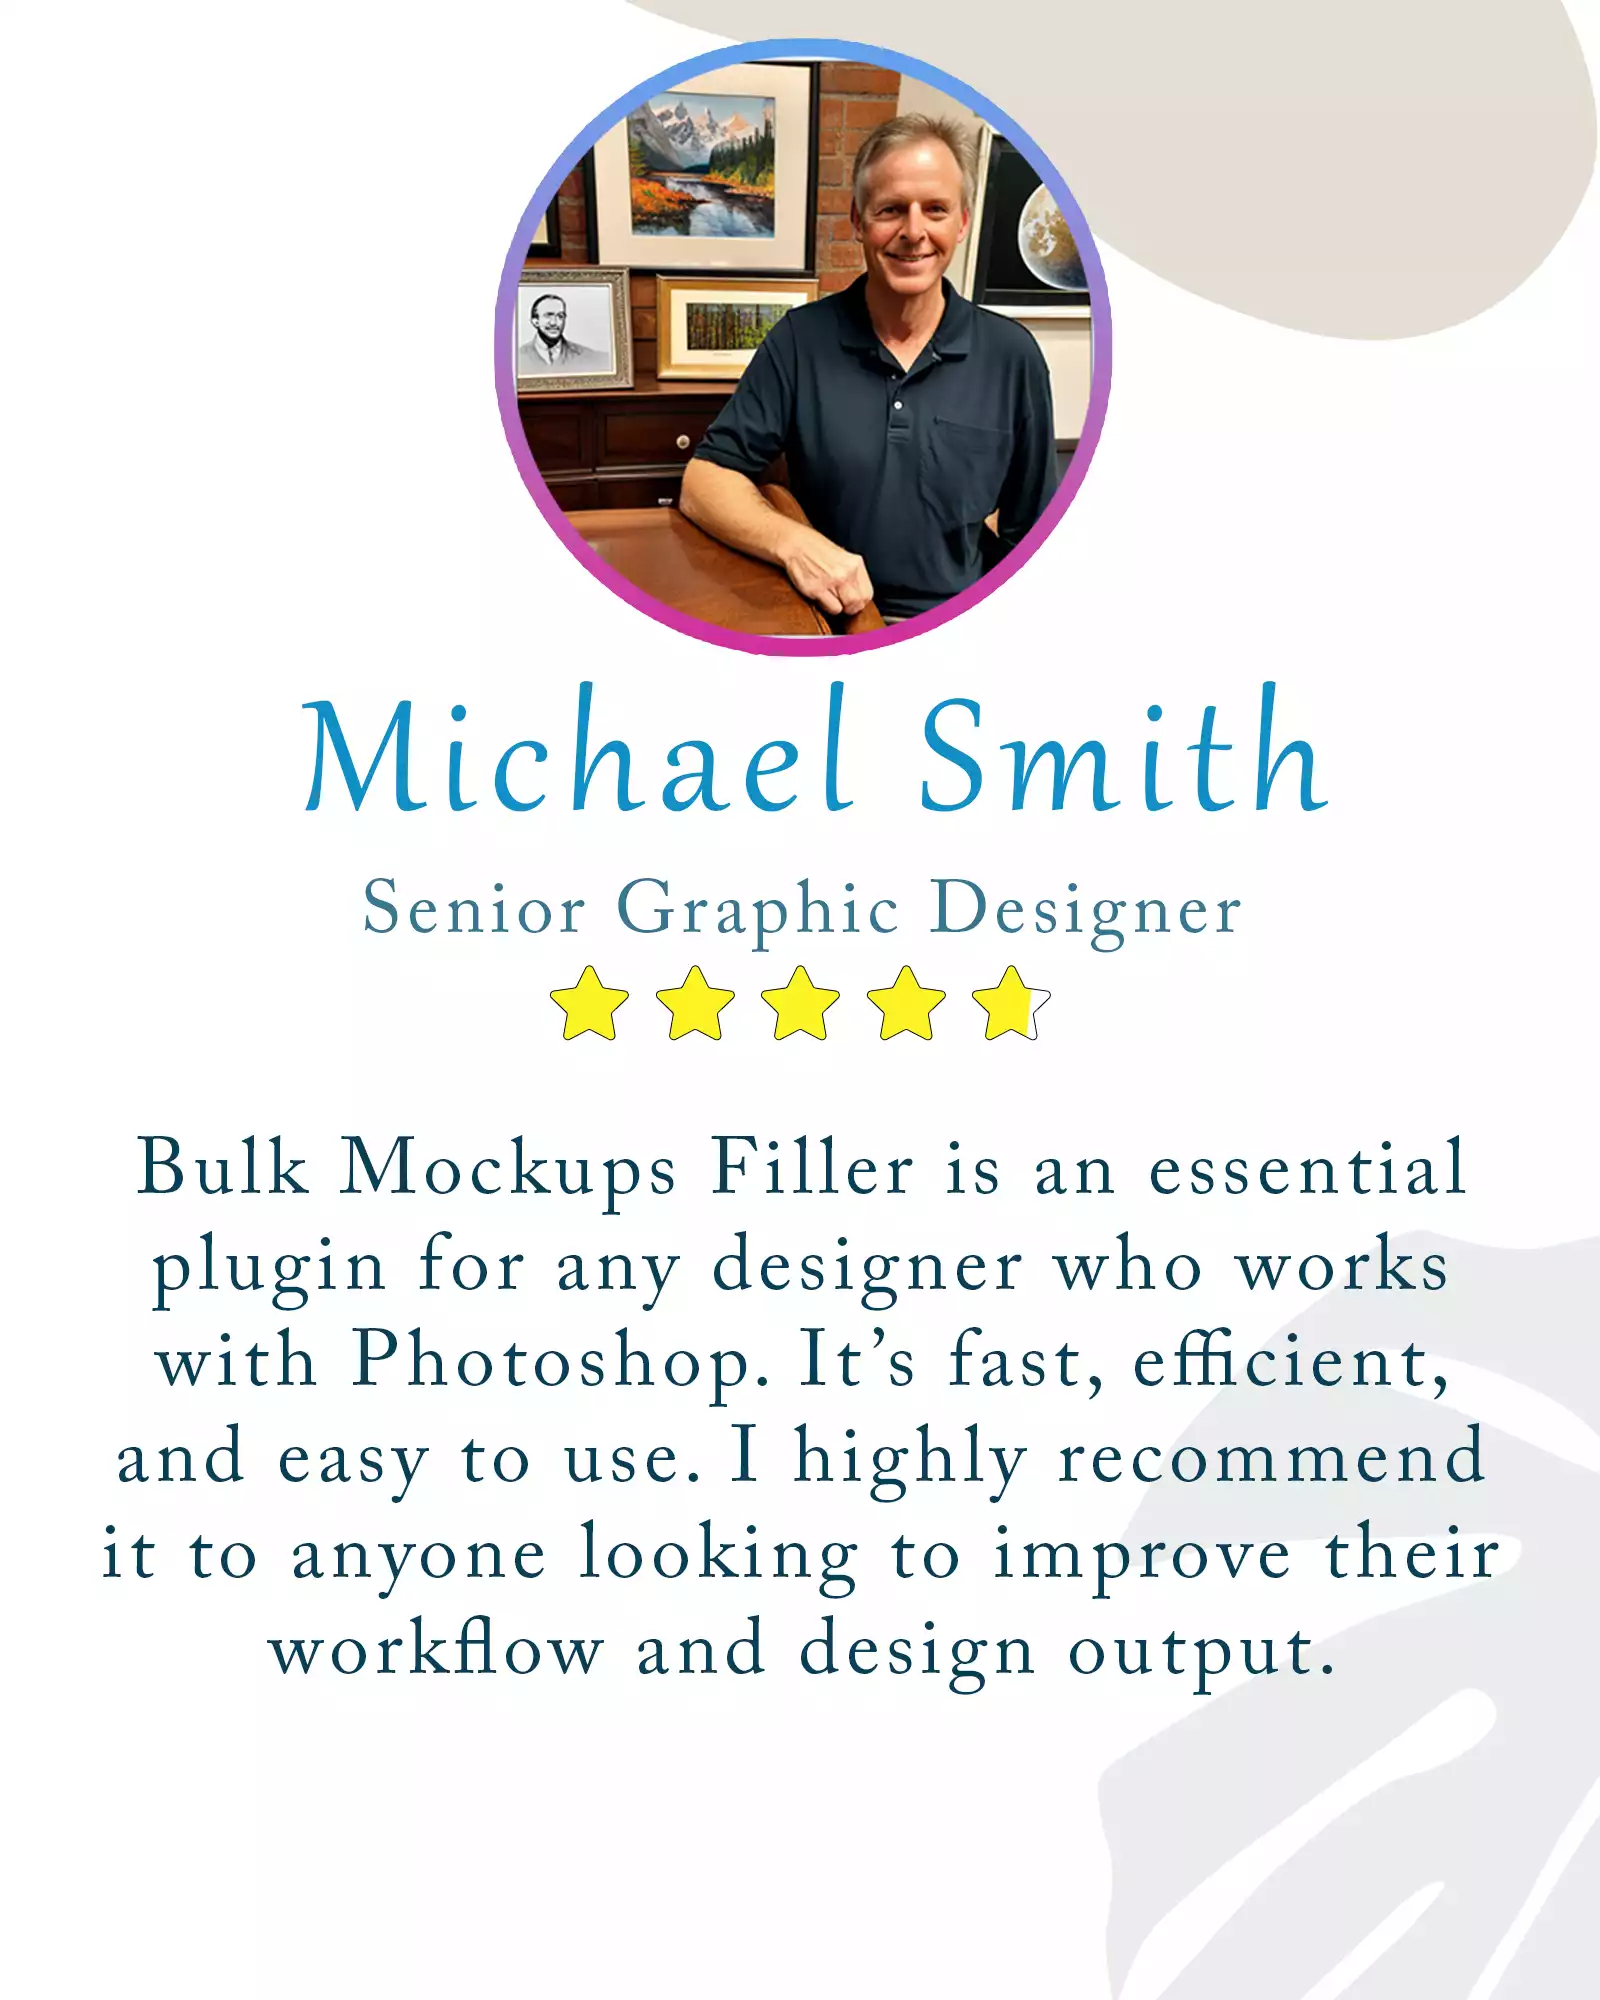 Michael Smith
Senior Graphic Designer
Bulk Mockups Filler is an essential
plugin for any designer who works
with Photoshop. It’s fast, efficient,
and easy to use. I highly recommend
it to anyone looking to improve their
workflow and design output.